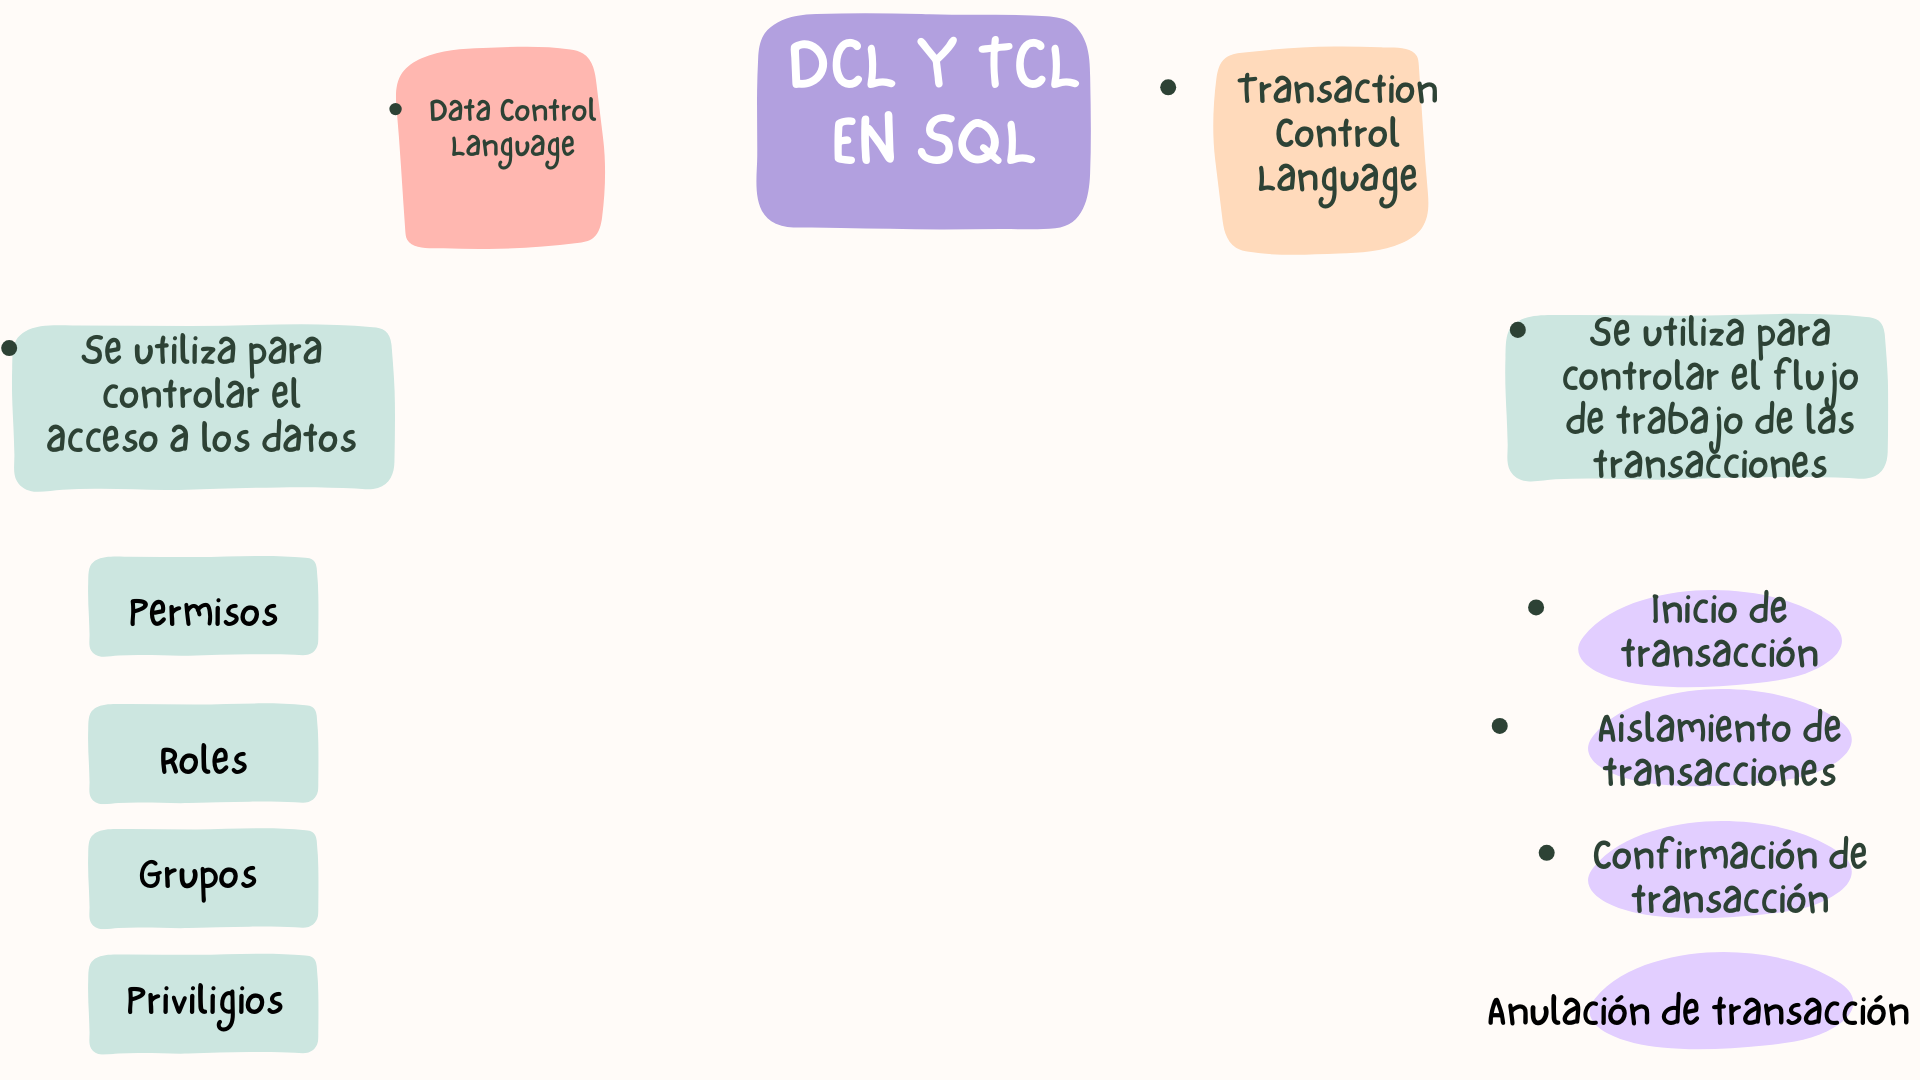 DCL Y TCL
EN SQL
• Data Control
Language
• Transaction
Control
Language
• Se utiliza para
controlar el
acceso a los datos
Permisos
Roles
Grupos
Priviligios
• Se utiliza para
controlar el flujo
de trabajo de las
transacciones
• Inicio de
transacción
• Aislamiento de
transacciones
• Confirmación de
transacción
Anulación de transacción